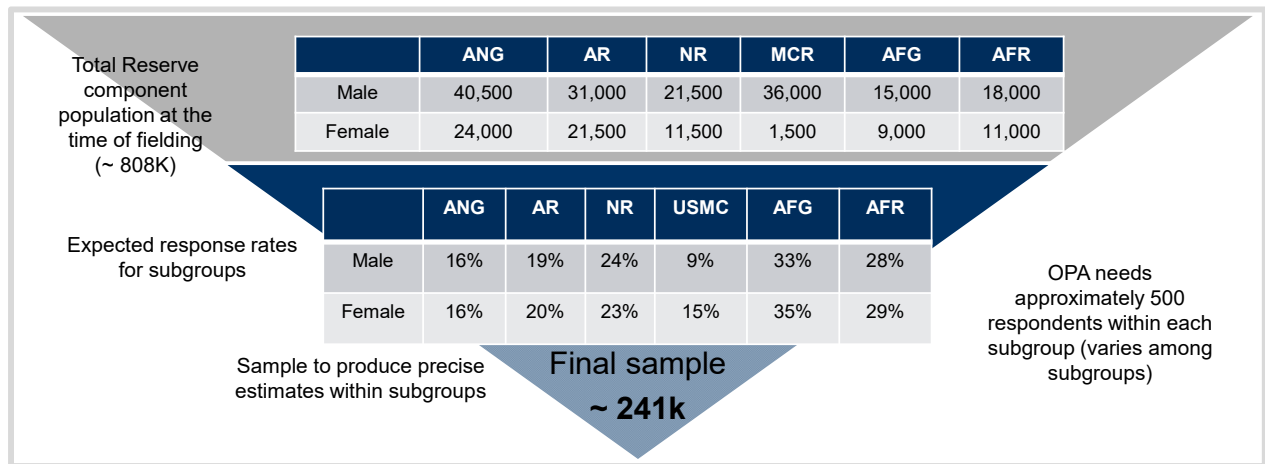 Total Reserve
component
population at the
time of fielding
(~ 808K)
ANG AR NR MCR AFG AFR
Male 40,500 31,000 21,500 36,000 15,000 18,000
Female 24,000 21,500 11,500 1,500 9,000 11,000
Expected response rates
for subgroups
ANG AR NR USMC AFG AFR
Male 16% 19% 24% 9% 33% 28%
Female 16% 20% 23% 15% 35% 29%
OPA needs
approximately 500
respondents within each
subgroup (varies among
subgroups)
Sample to produce precise
estimates within subgroups
Final sample
~ 241k